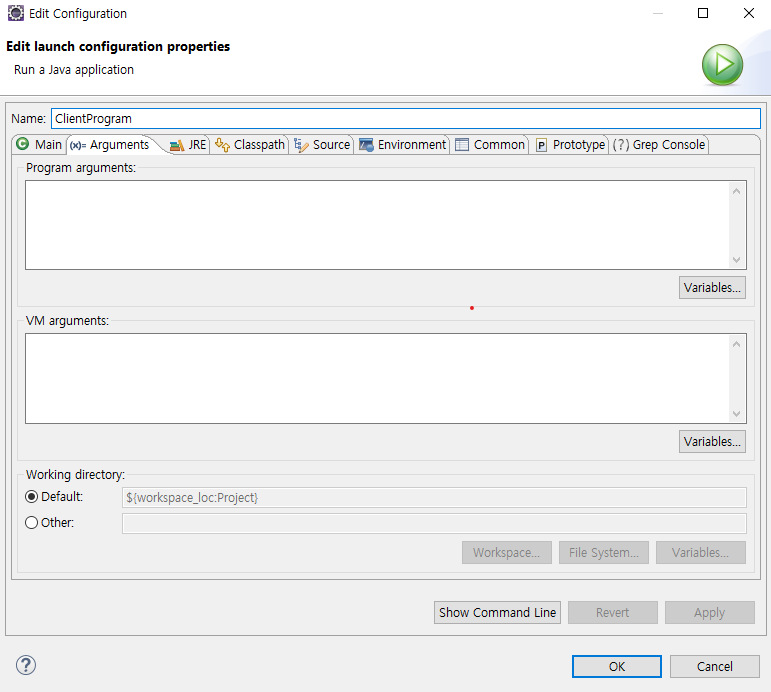 Edit Configuration
Edit launch configuration properties
Run a Java application
Name: ClientProgram
Main (x)= Arguments JRE Classpath Source Environment Common P Prototype (?) Grep Console
Program arguments:
Variables...
VM arguments:
Variables...
Working directory:
Default: ${workspace_loc:Project}
Other:
Workspace... File System... Variables...
Show Command Line Revert Apply
? OK Cancel